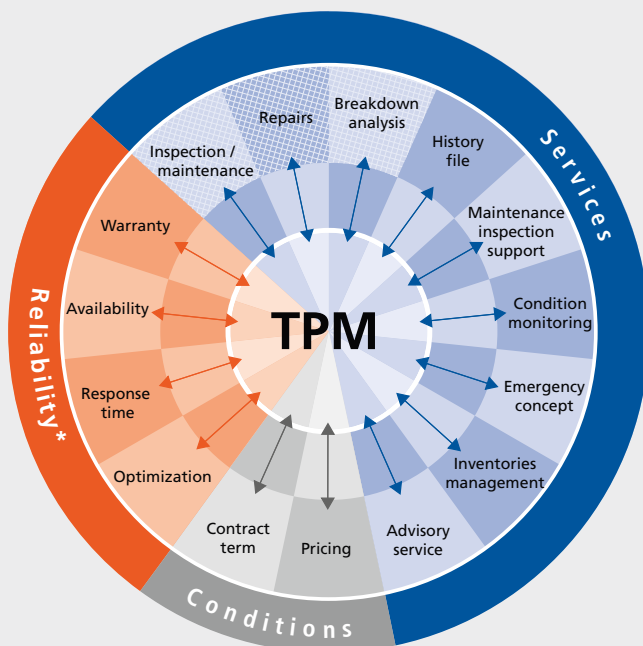 Services
Repairs
Breakdown
analysis
Inspection /
maintenance
History
file
Warranty
Maintenance
inspection
support
Availability
Condition
monitoring
TPM
Reliability*
Response
time
Emergency
concept
Optimization
Inventories
management
Contract
term
Pricing
Advisory
service
Conditions